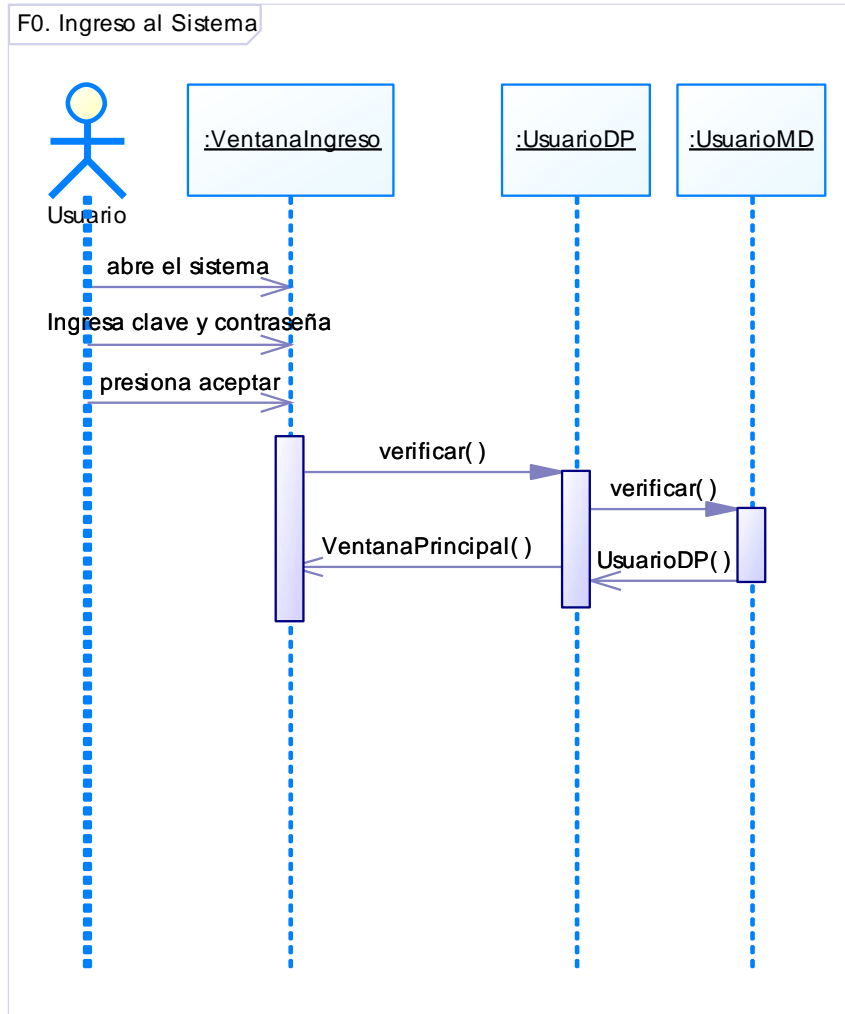 F0. Ingreso al Sistema
:VentanaIngreso
:UsuarioDP
:UsuarioMD
Usuario
abre el sistema
Ingresa clave y contraseña
presiona aceptar
verificar( )
verificar( )
VentanaPrincipal( )
UsuarioDP( )